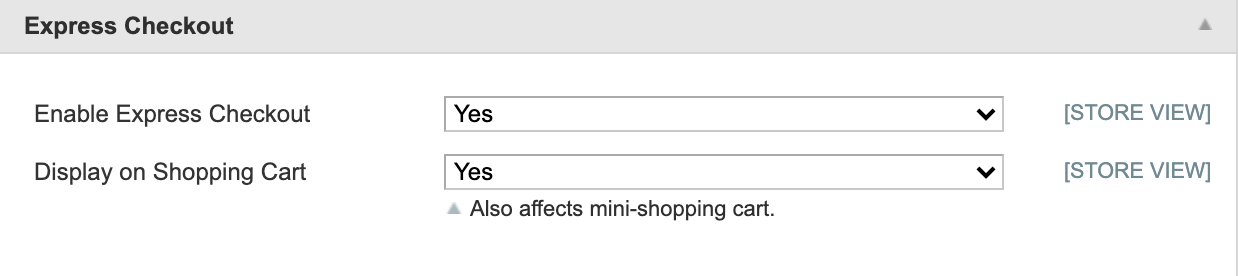 Express Checkout
Enable Express Checkout Yes [STORE VIEW]
Display on Shopping Cart Yes [STORE VIEW]
Also affects mini-shopping cart.